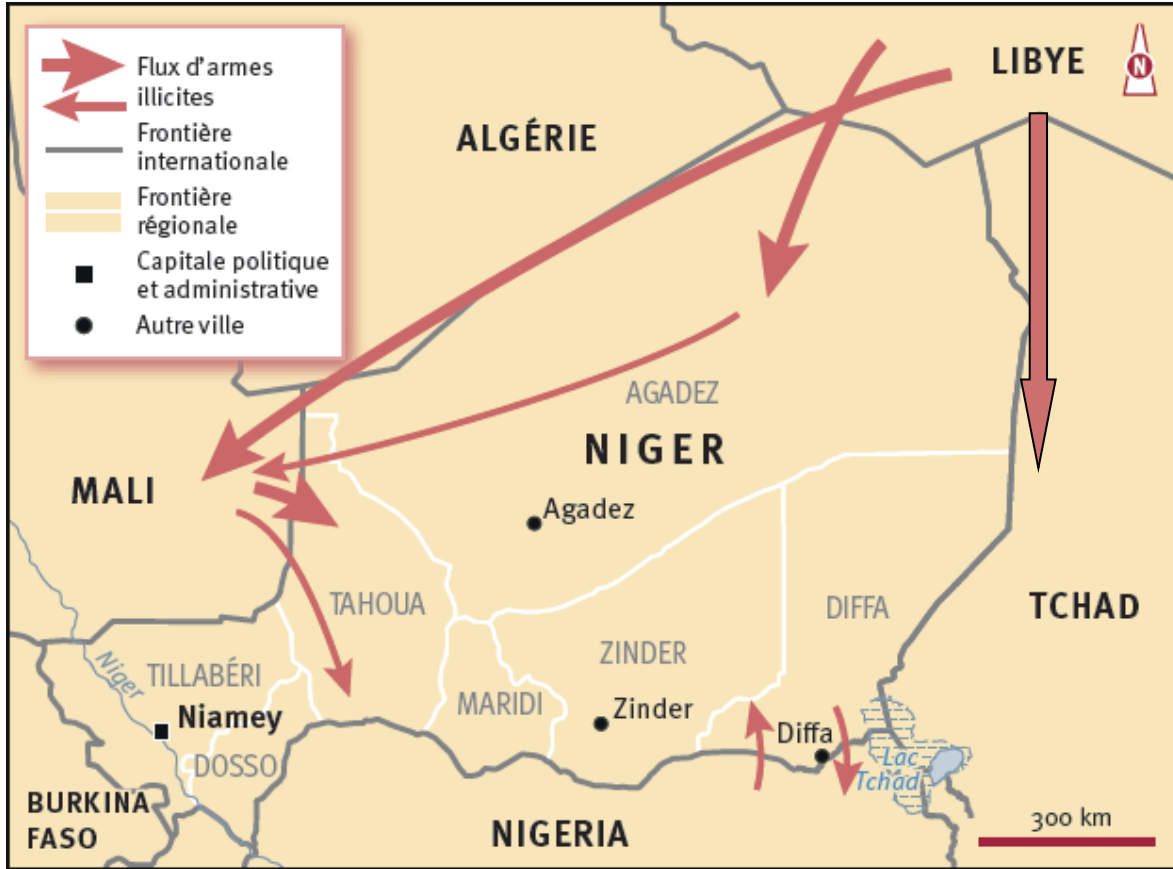 Flux d'armes
illicites
Frontière
internationale
Frontière
régionale
Capitale politique
et administrative
Autre ville
LIBYE
N
ALGÉRIE
AGADEZ
NIGER
MALI
Agadez
TAHOUA
DIFFA
TCHAD
Niger
TILLABÉRI
ZINDER
MARIDI
Niamey
Zinder
Diffa
DOSSO
Lac
Tchad
BURKINA
FASO
NIGERIA
300 km